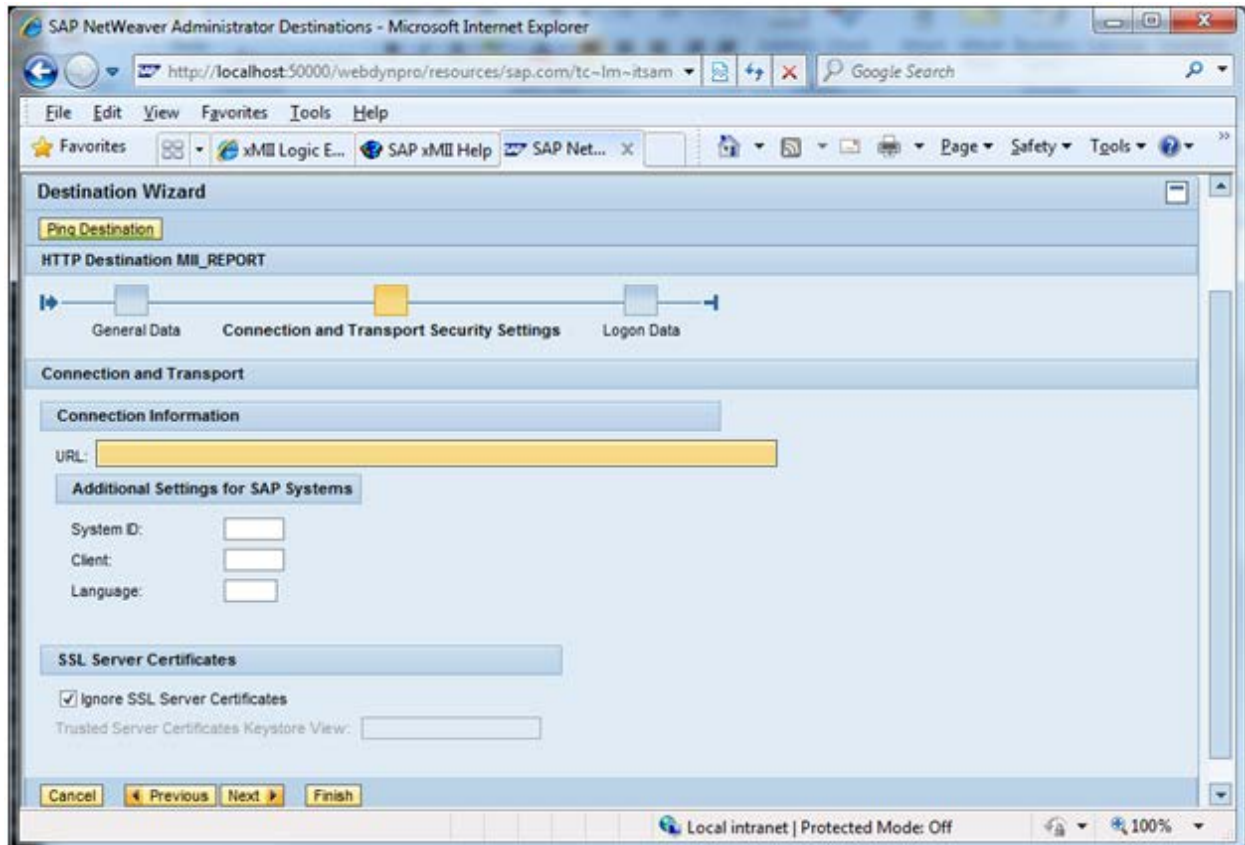 SAP NetWeaver Administrator Destinations - Microsoft Internet Explorer
http://localhost:50000/webdynpro/resources/sap.com/tc~lm~itsam
Google Search
File Edit View Favorites Tools Help
Favorites xMII Logic E... SAP xMII Help SAP Net... Page Safety Tools
Destination Wizard
Ping Destination
HTTP Destination MII_REPORT
General Data Connection and Transport Security Settings Logon Data
Connection and Transport
Connection Information
URL:
Additional Settings for SAP Systems
System ID:
Client:
Language:
SSL Server Certificates
Ignore SSL Server Certificates
Trusted Server Certificates Keystore View:
Cancel Previous Next Finish
Local intranet | Protected Mode: Off 100%